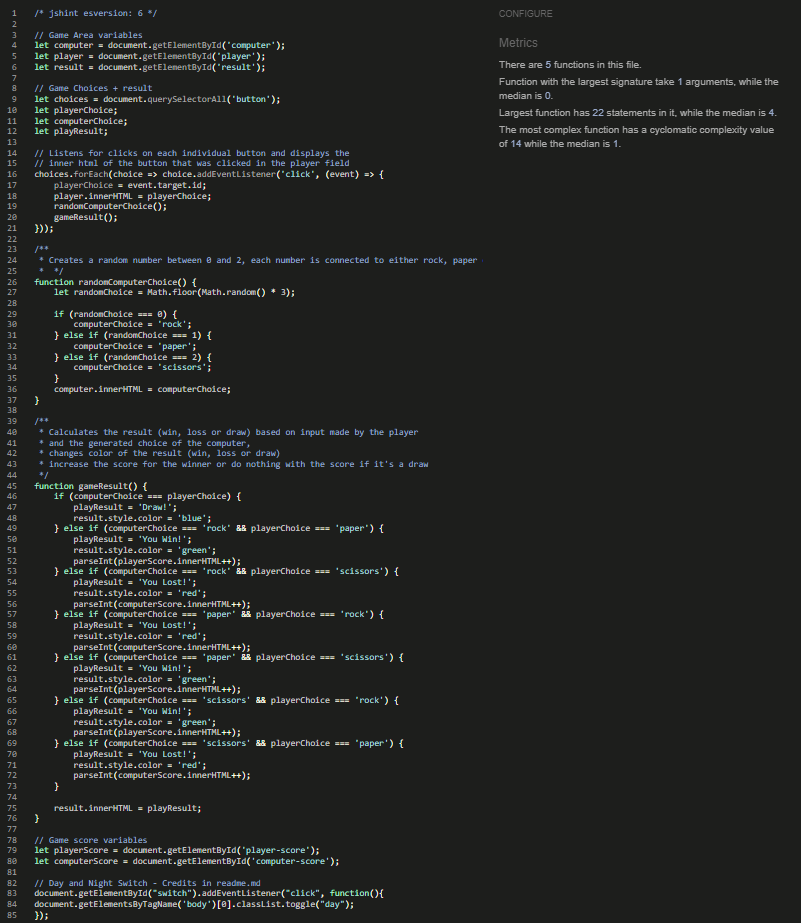 1 /* jshint esversion: 6 */
2
3 // Game Area variables
4 let computer = document.getElementById('computer');
5 let player = document.getElementById('player');
6 let result = document.getElementById('result');
7
8 // Game Choices + result
9 let choices = document.querySelectorAll('button');
10 let playerChoice;
11 let computerChoice;
12 let playResult;
13
14 // Listens for clicks on each individual button and displays the
15 // inner html of the button that was clicked in the player field
16 choices.forEach(choice => choice.addEventListener('click', (event) => {
17     playerChoice = event.target.id;
18     player.innerHTML = playerChoice;
19     randomComputerChoice();
20     gameResult();
21 }));
22
23 /**
24  * Creates a random number between 0 and 2, each number is connected to either rock, paper
25  *  */
26 function randomComputerChoice() {
27     let randomChoice = Math.floor(Math.random() * 3);
28
29     if (randomChoice === 0) {
30         computerChoice = 'rock';
31     } else if (randomChoice === 1) {
32         computerChoice = 'paper';
33     } else if (randomChoice === 2) {
34         computerChoice = 'scissors';
35     }
36     computer.innerHTML = computerChoice;
37 }
38
39 /**
40  * Calculates the result (win, loss or draw) based on input made by the player
41  * and the generated choice of the computer,
42  * changes color of the result (win, loss or draw)
43  * increase the score for the winner or do nothing with the score if it's a draw
44  */
45 function gameResult() {
46     if (computerChoice === playerChoice) {
47         playResult = 'Draw!';
48         result.style.color = 'blue';
49     } else if (computerChoice === 'rock' && playerChoice === 'paper') {
50         playResult = 'You Win!';
51         result.style.color = 'green';
52         parseInt(playerScore.innerHTML++);
53     } else if (computerChoice === 'rock' && playerChoice === 'scissors') {
54         playResult = 'You Lost!';
55         result.style.color = 'red';
56         parseInt(computerScore.innerHTML++);
57     } else if (computerChoice === 'paper' && playerChoice === 'rock') {
58         playResult = 'You Lost!';
59         result.style.color = 'red';
60         parseInt(computerScore.innerHTML++);
61     } else if (computerChoice === 'paper' && playerChoice === 'scissors') {
62         playResult = 'You Win!';
63         result.style.color = 'green';
64         parseInt(playerScore.innerHTML++);
65     } else if (computerChoice === 'scissors' && playerChoice === 'rock') {
66         playResult = 'You Win!';
67         result.style.color = 'green';
68         parseInt(playerScore.innerHTML++);
69     } else if (computerChoice === 'scissors' && playerChoice === 'paper') {
70         playResult = 'You Lost!';
71         result.style.color = 'red';
72         parseInt(computerScore.innerHTML++);
73     }
74
75     result.innerHTML = playResult;
76 }
77
78 // Game score variables
79 let playerScore = document.getElementById('player-score');
80 let computerScore = document.getElementById('computer-score');
81
82 // Day and Night Switch - Credits in readme.md
83 document.getElementById("switch").addEventListener("click", function(){
84 document.getElementsByTagName('body')[0].classList.toggle("day");
85 });
CONFIGURE
Metrics
There are 5 functions in this file.
Function with the largest signature take 1 arguments, while the
median is 0.
Largest function has 22 statements in it, while the median is 4.
The most complex function has a cyclomatic complexity value
of 14 while the median is 1.